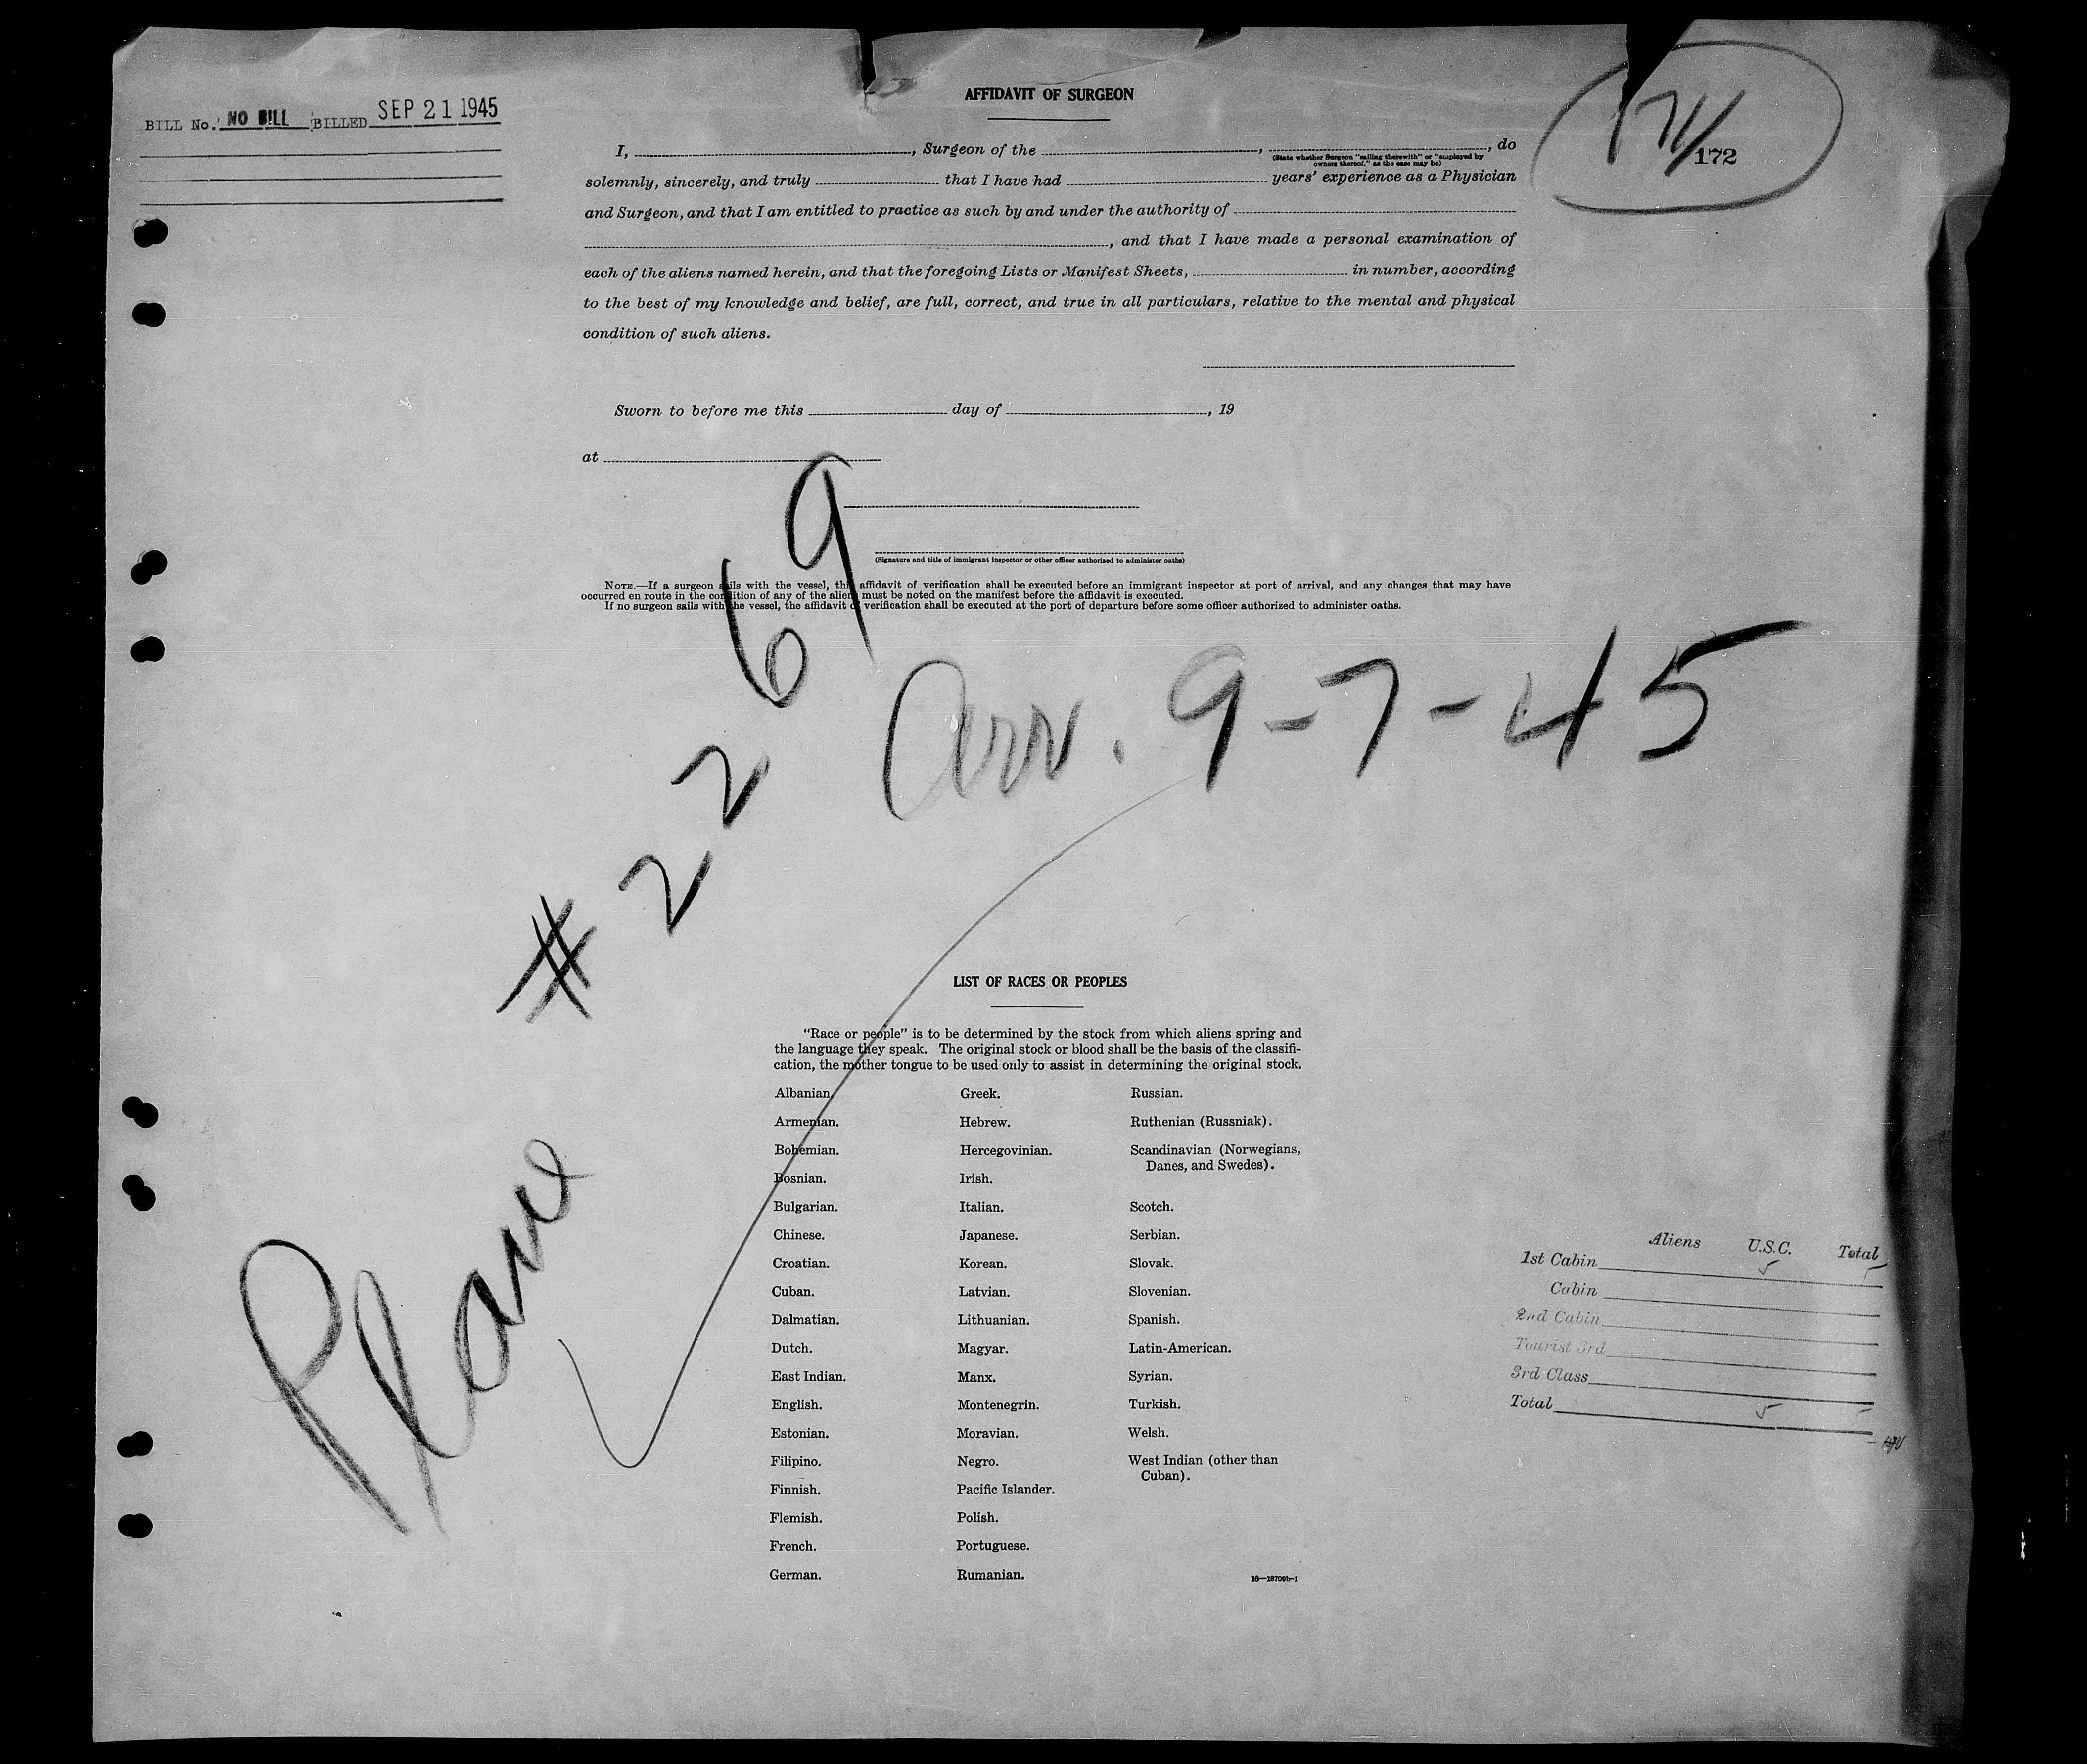 BILL No. NO BILL BILLED SEP 21 1945
AFFIDAVIT OF SURGEON
171/
172
I, , Surgeon of the , , do
(State whether Surgeon "sailing therewith" or "employed by
owners thereof," as the case may be)
solemnly, sincerely, and truly that I have had years' experience as a Physician
and Surgeon, and that I am entitled to practice as such by and under the authority of
, and that I have made a personal examination of
each of the aliens named herein, and that the foregoing Lists or Manifest Sheets, in number, according
to the best of my knowledge and belief, are full, correct, and true in all particulars, relative to the mental and physical
condition of such aliens.
Sworn to before me this day of , 19
at
(Signature and title of immigrant inspector or other officer authorized to administer oaths)
NOTE.—If a surgeon sails with the vessel, this affidavit of verification shall be executed before an immigrant inspector at port of arrival, and any changes that may have
occurred en route in the condition of any of the aliens must be noted on the manifest before the affidavit is executed.
If no surgeon sails with the vessel, the affidavit of verification shall be executed at the port of departure before some officer authorized to administer oaths.
Plane # 2269
Arr. 9-7-45
LIST OF RACES OR PEOPLES
"Race or people" is to be determined by the stock from which aliens spring and
the language they speak. The original stock or blood shall be the basis of the classifi-
cation, the mother tongue to be used only to assist in determining the original stock.
Albanian. Greek. Russian.
Armenian. Hebrew. Ruthenian (Russniak).
Bohemian. Hercegovinian. Scandinavian (Norwegians,
Danes, and Swedes).
Bosnian. Irish.
Bulgarian. Italian. Scotch.
Chinese. Japanese. Serbian.
Croatian. Korean. Slovak.
Cuban. Latvian. Slovenian.
Dalmatian. Lithuanian. Spanish.
Dutch. Magyar. Latin-American.
East Indian. Manx. Syrian.
English. Montenegrin. Turkish.
Estonian. Moravian. Welsh.
Filipino. Negro. West Indian (other than
Cuban).
Finnish. Pacific Islander.
Flemish. Polish.
French. Portuguese.
German. Rumanian.
16—18709b-1
Aliens U.S.C. Total
1st Cabin 5 5
Cabin
2nd Cabin
Tourist 3rd
3rd Class
Total 5